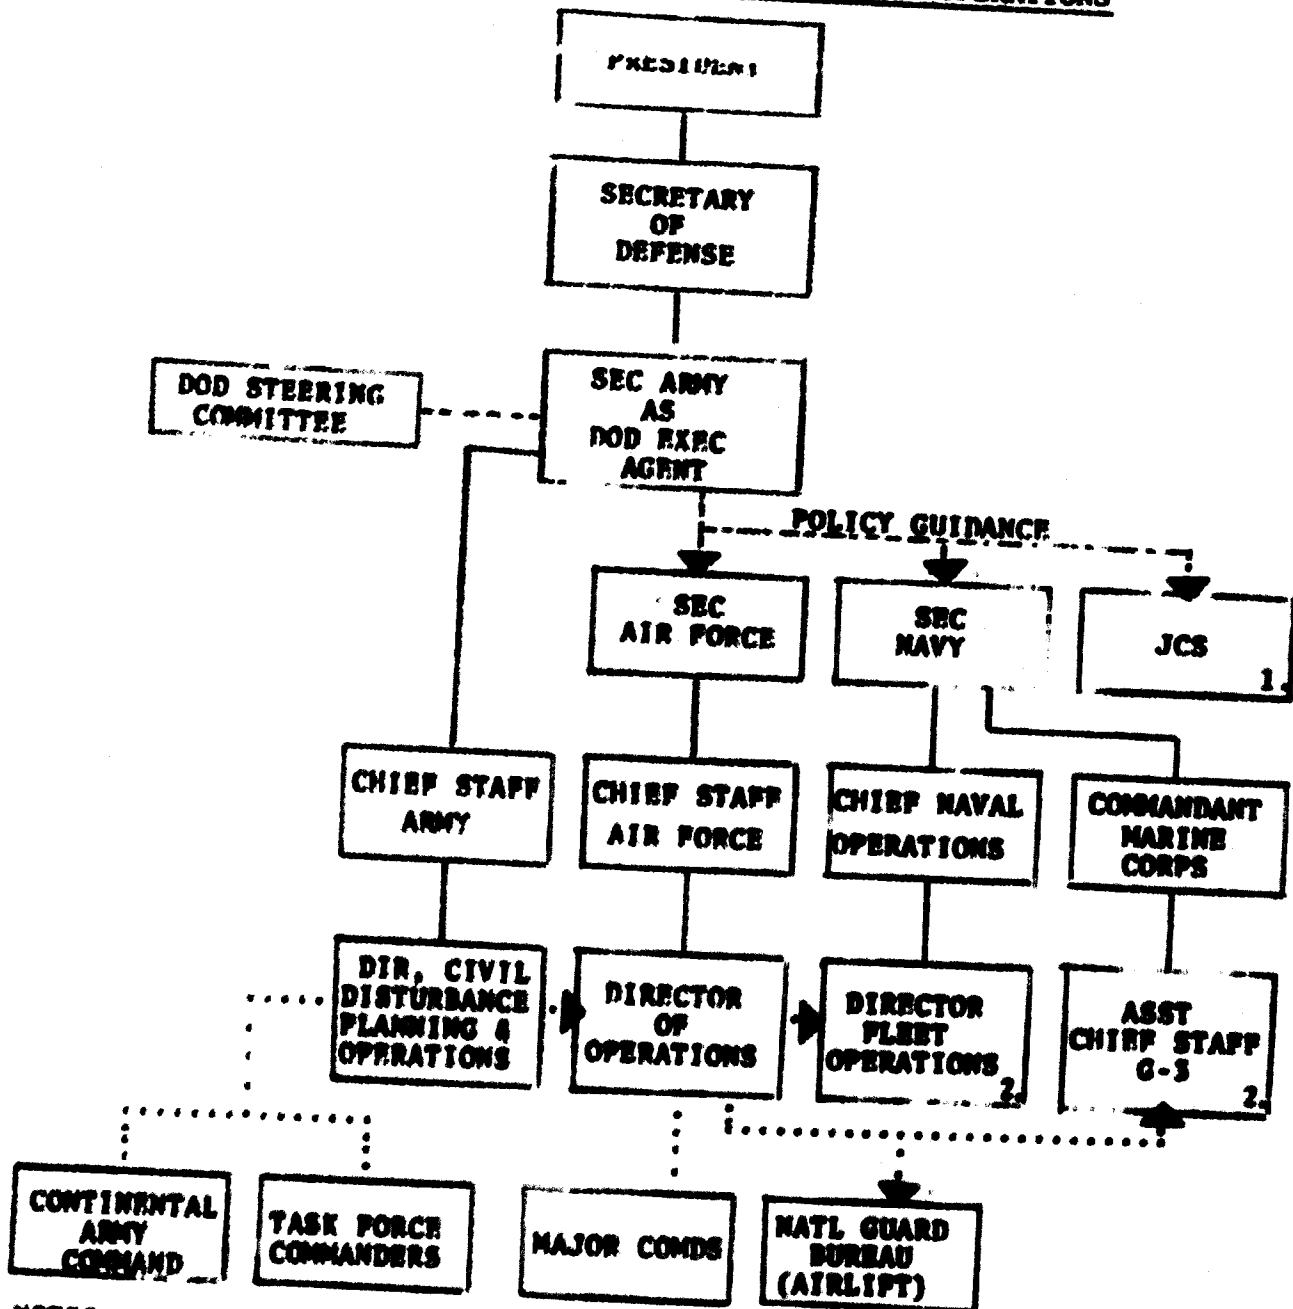 PRESIDENT
SECRETARY
OF
DEFENSE
DOD STEERING
COMMITTEE
SEC ARMY
AS
DOD EXEC
AGENT
POLICY GUIDANCE
SEC
AIR FORCE
SEC
NAVY
JCS
1.
CHIEF STAFF
ARMY
CHIEF STAFF
AIR FORCE
CHIEF NAVAL
OPERATIONS
COMMANDANT
MARINE
CORPS
DIR, CIVIL
DISTURBANCE
PLANNING &
OPERATIONS
DIRECTOR
OF
OPERATIONS
DIRECTOR
FLEET
OPERATIONS
2.
ASST
CHIEF STAFF
G-3
2.
CONTINENTAL
ARMY
COMMAND
TASK FORCE
COMMANDERS
MAJOR COMDS
NATL GUARD
BUREAU
(AIRLIFT)